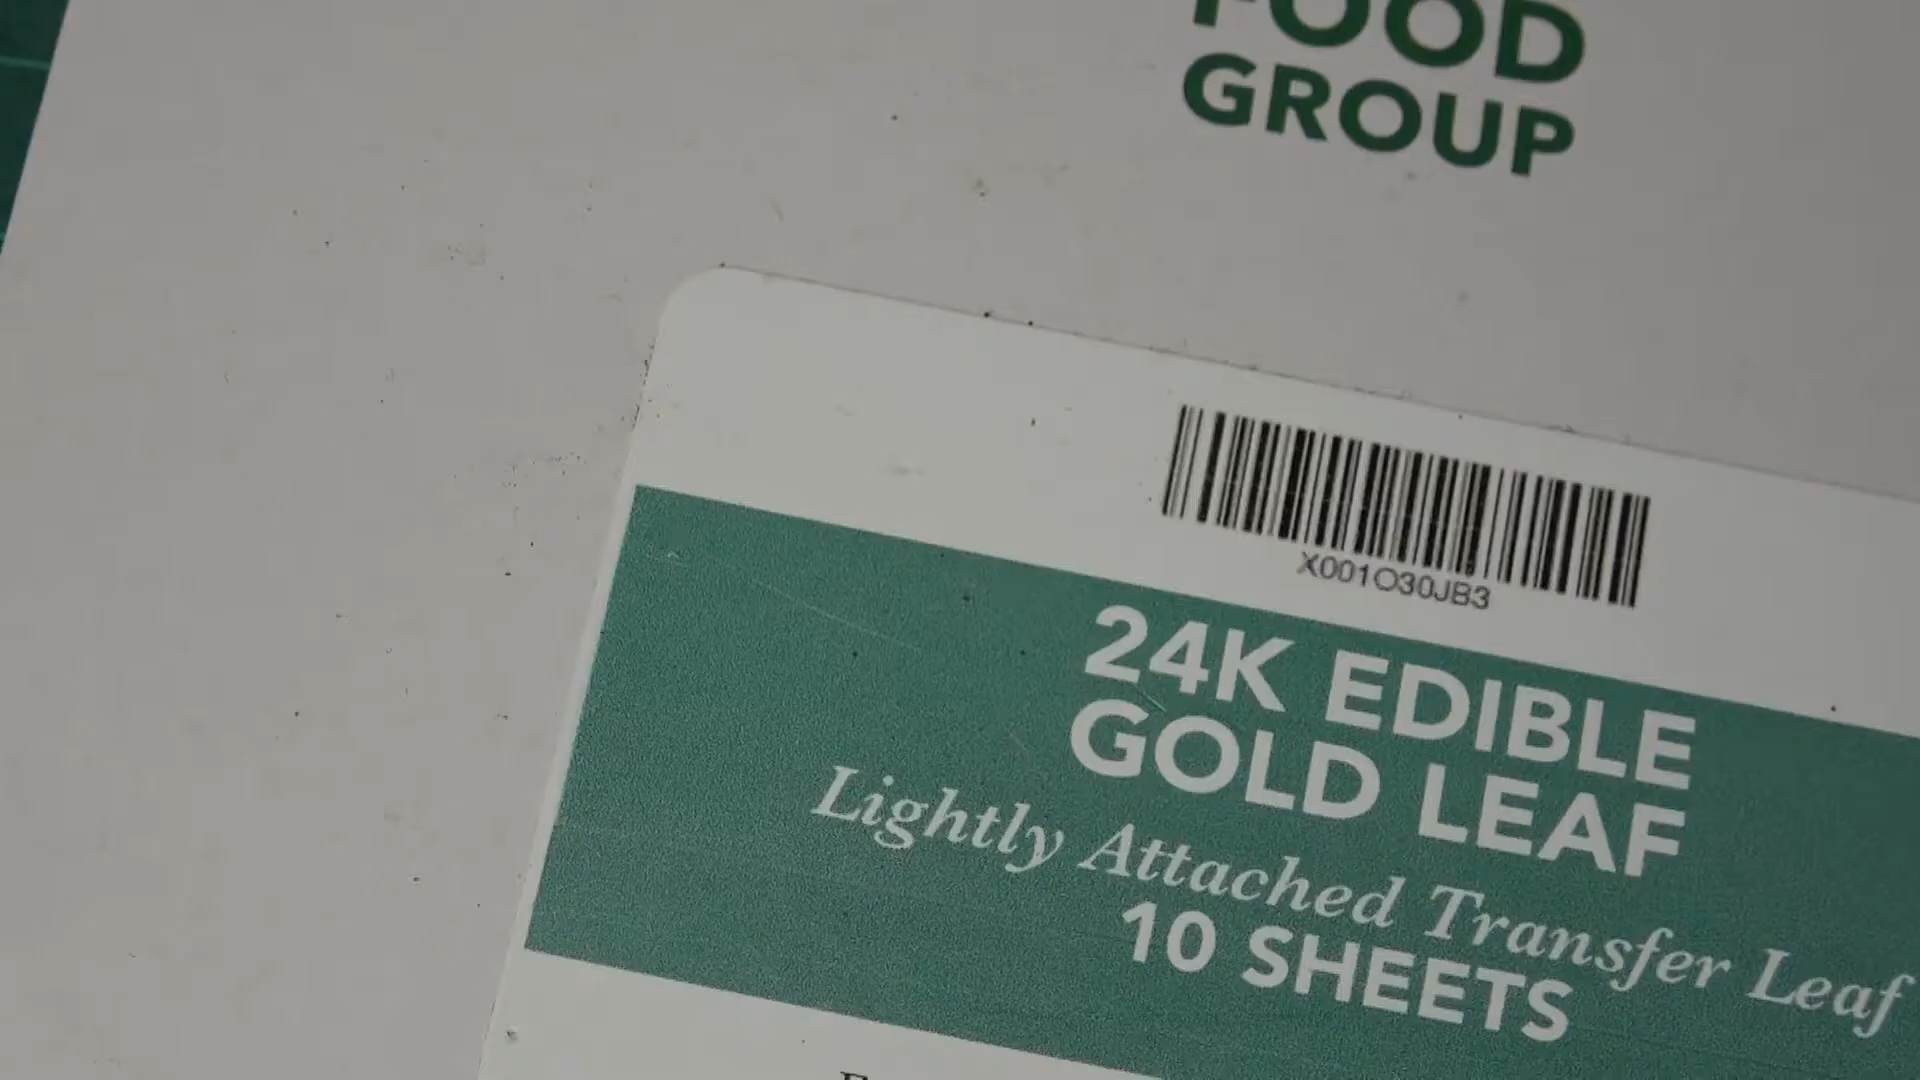 FOOD
GROUP
X001O30JB3
24K EDIBLE
GOLD LEAF
Lightly Attached Transfer Leaf
10 SHEETS